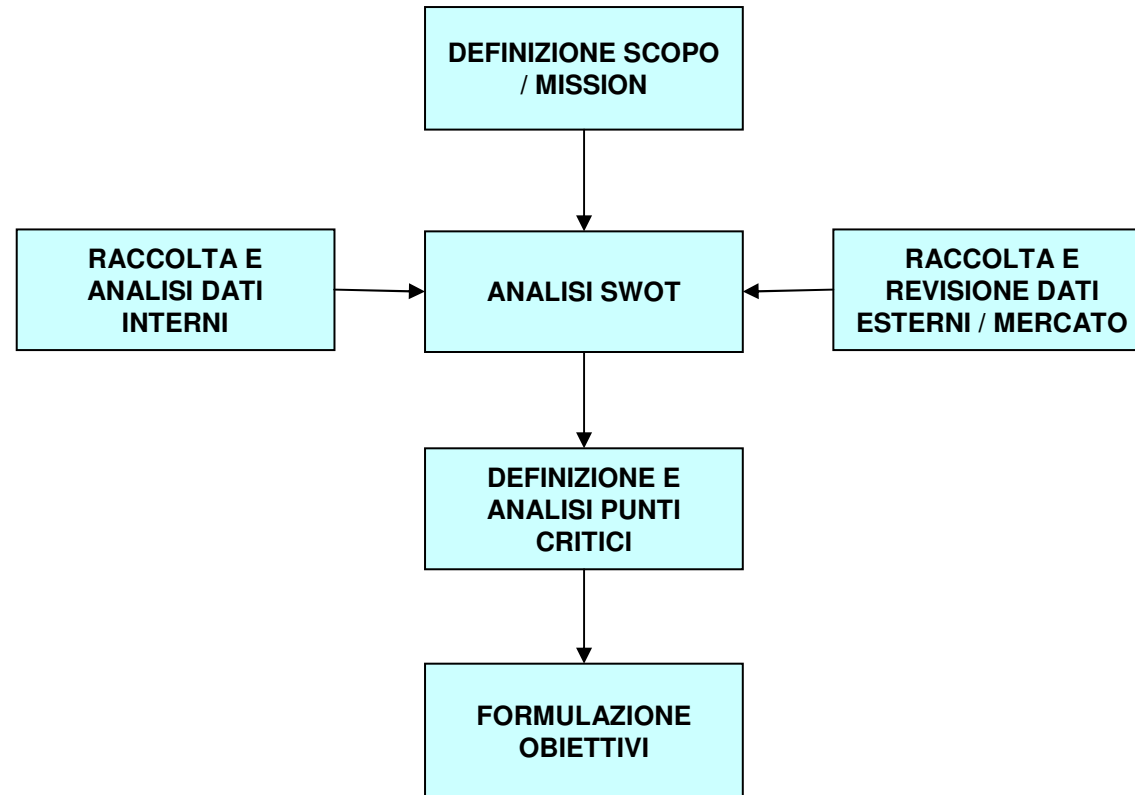 DEFINIZIONE SCOPO
/ MISSION
RACCOLTA E
ANALISI DATI
INTERNI
ANALISI SWOT
RACCOLTA E
REVISIONE DATI
ESTERNI / MERCATO
DEFINIZIONE E
ANALISI PUNTI
CRITICI
FORMULAZIONE
OBIETTIVI